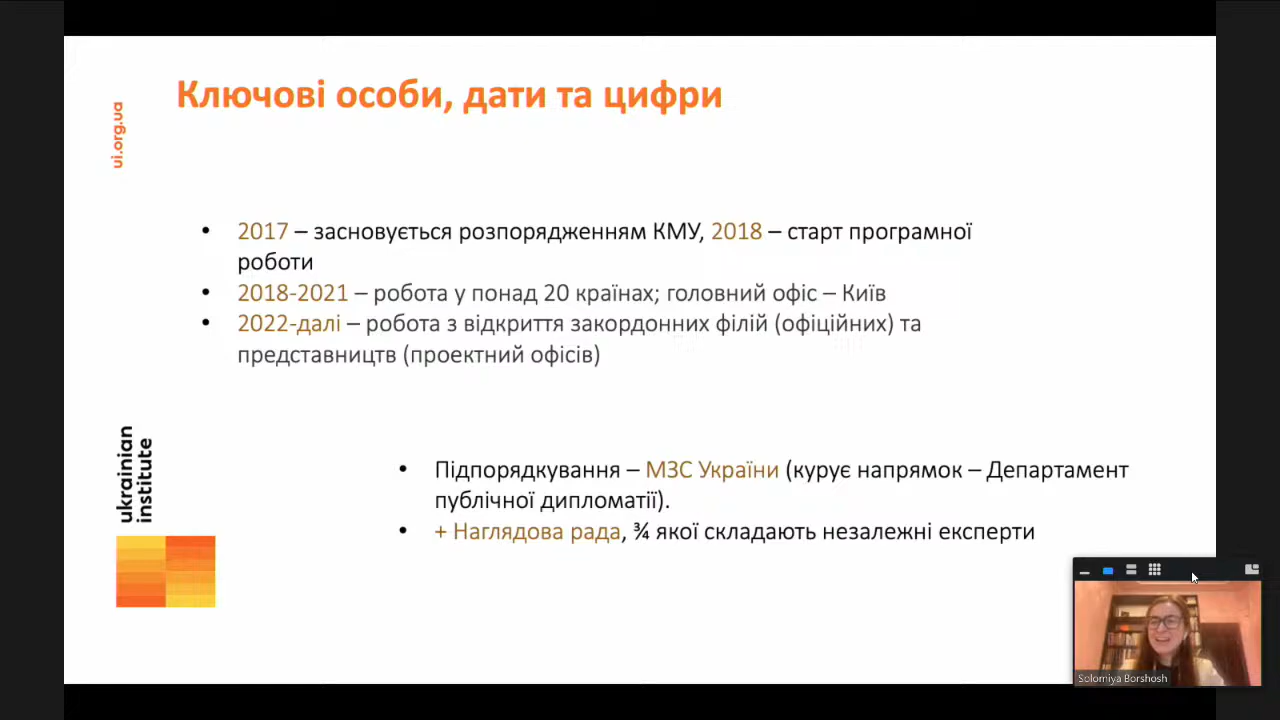 Ключові особи, дати та цифри
ui.org.ua
• 2017 – засновується розпорядженням КМУ, 2018 – старт програмної
роботи
• 2018-2021 – робота у понад 20 країнах; головний офіс – Київ
• 2022-далі – робота з відкриття закордонних філій (офіційних) та
представництв (проектний офісів)
ukrainian
institute
• Підпорядкування – МЗС України (курує напрямок – Департамент
публічної дипломатії).
• + Наглядова рада, ¾ якої складають незалежні експерти
Solomiya Borshosh